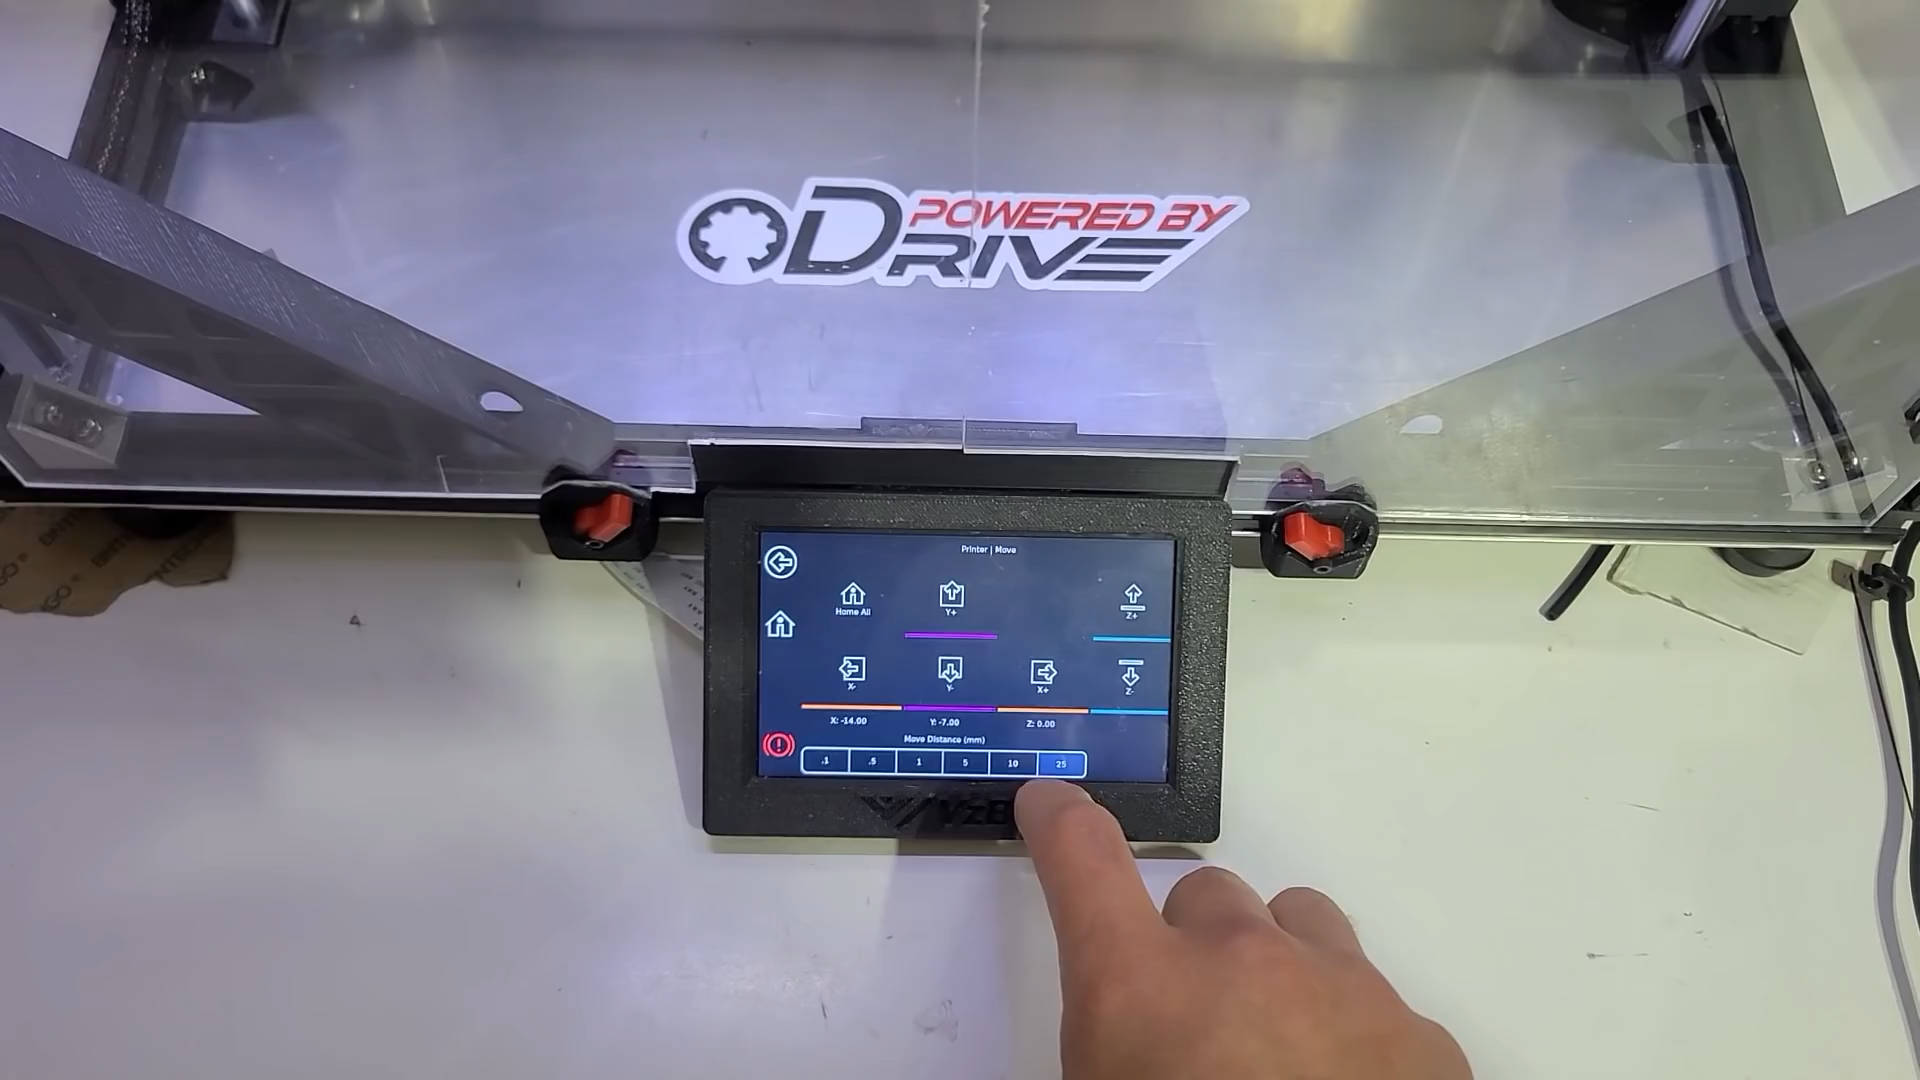 POWERED BY
ODRIVE
Printer | Move
Home All
Y+
Z+
X-
Y-
X+
Z-
X: -14.00
Y: -7.00
Z: 0.00
Move Distance (mm)
.1
.5
1
5
10
25